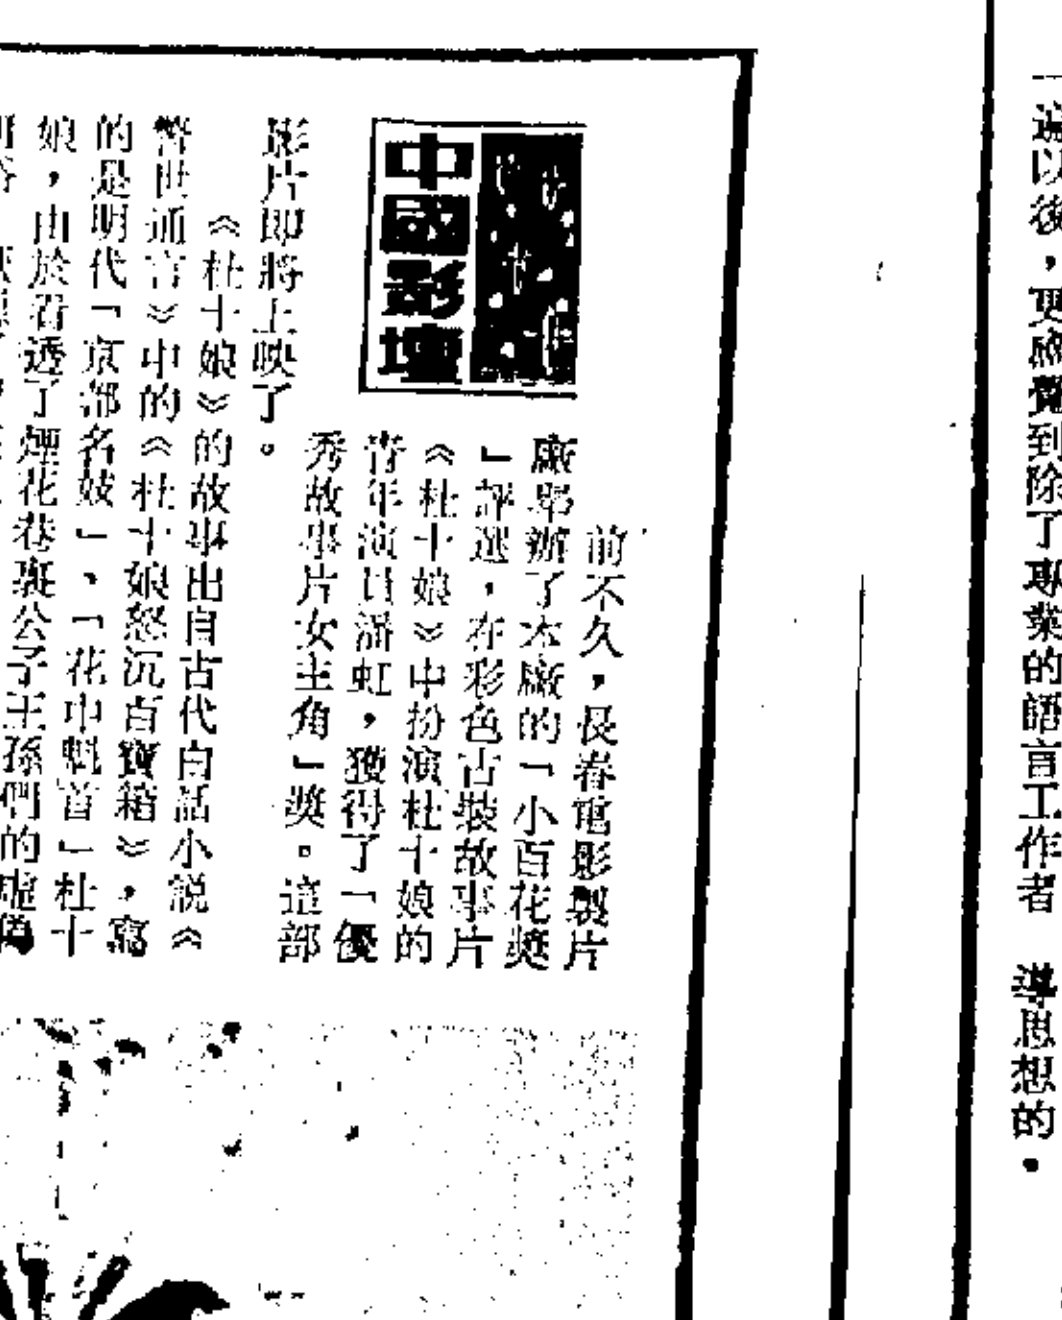 遍以後，更應覺到除了專業的語言工作者　導思想的。
中國影壇
前不久，長春電影製片
廠舉辦了本廠的「小百花獎
」評選，在彩色古裝故事片
《杜十娘》中扮演杜十娘的
青年演員潘虹，獲得了「優
秀故事片女主角」獎。這部
影片即將上映了。
《杜十娘》的故事出自古代白話小説《
警世通言》中的《杜十娘怒沉百寶箱》，寫
的是明代「京都名妓」、「花中魁首」杜十
娘，由於看透了煙花巷裏公子王孫們的虛偽